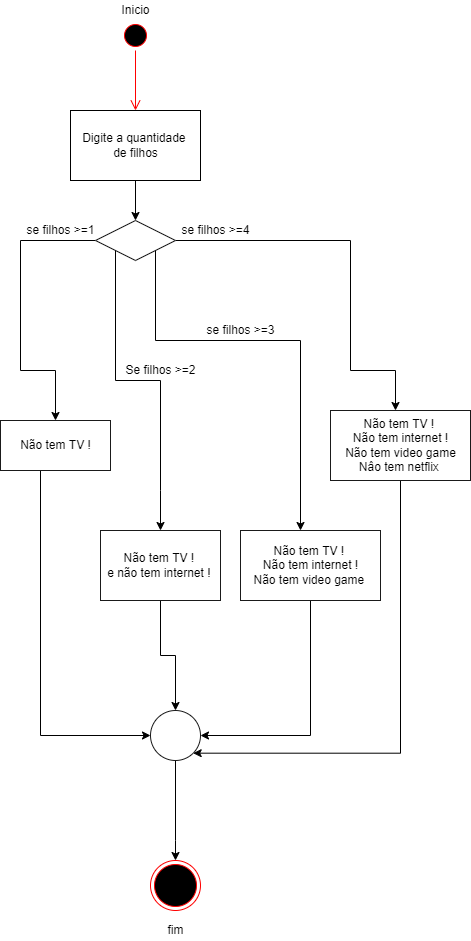 Inicio
Digite a quantidade
de filhos
se filhos >=1
se filhos >=4
se filhos >=3
Se filhos >=2
Não tem TV !
Não tem TV !
Não tem internet !
Não tem video game
Nâo tem netflix
Não tem TV !
e não tem internet !
Não tem TV !
Não tem internet !
Não tem video game
fim